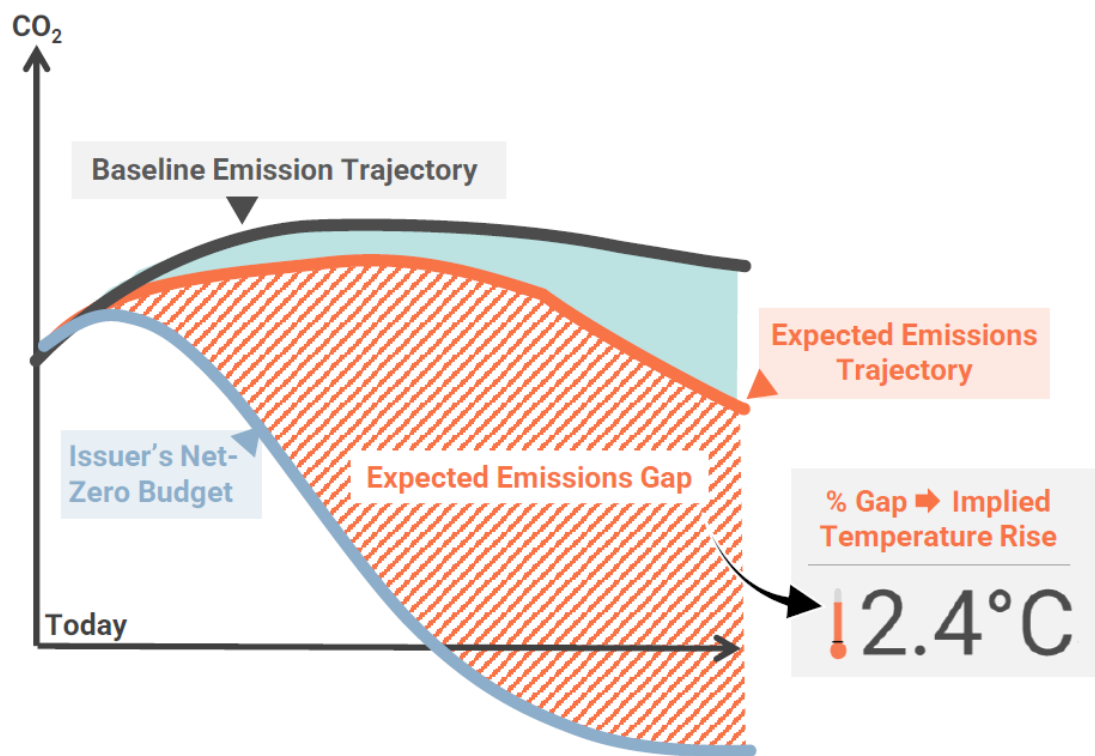 CO₂
Baseline Emission Trajectory
Expected Emissions
Trajectory
Issuer’s Net-
Zero Budget
Expected Emissions Gap
% Gap 🡆 Implied
Temperature Rise
2.4°C
Today